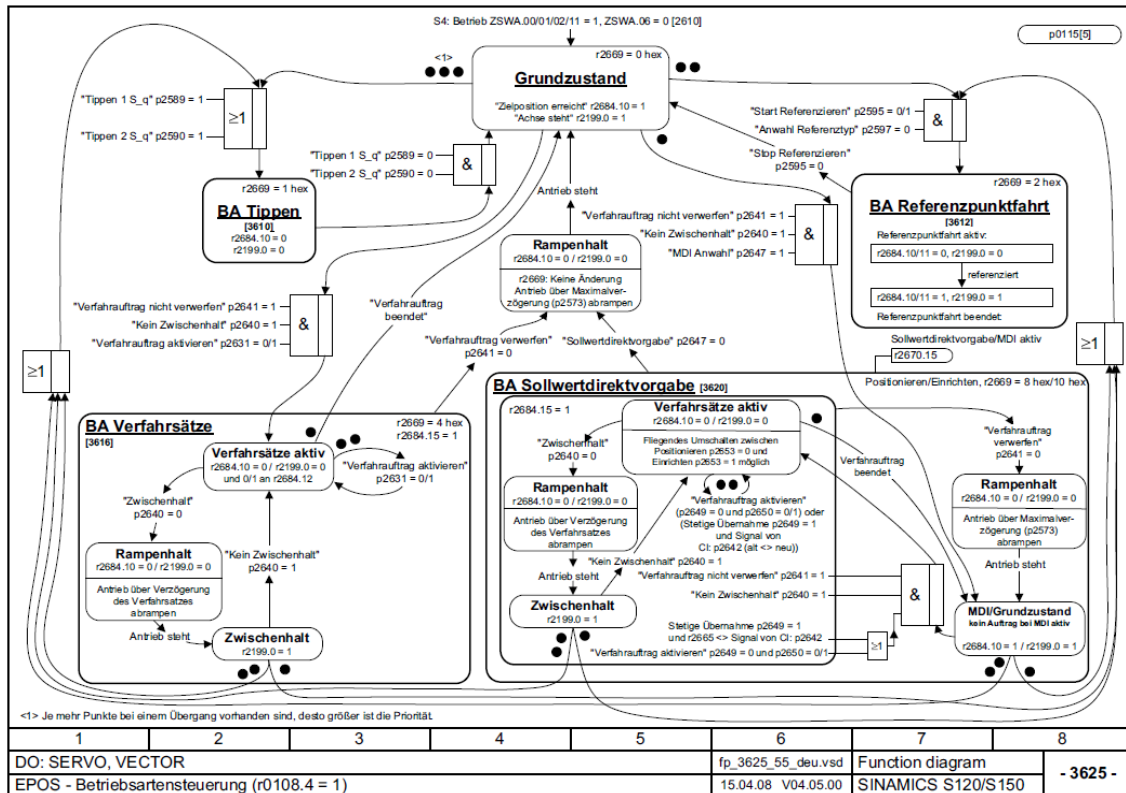 S4: Betrieb ZSWA.00/01/02/11 = 1, ZSWA.06 = 0 [2610]
p0115[5]
<1>
r2669 = 0 hex
Grundzustand
"Zielposition erreicht" r2684.10 = 1
"Achse steht" r2199.0 = 1
"Tippen 1 S_q" p2589 = 1
≥1
"Tippen 2 S_q" p2590 = 1
"Start Referenzieren" p2595 = 0/1
&
"Anwahl Referenztyp" p2597 = 0
"Tippen 1 S_q" p2589 = 0
&
"Tippen 2 S_q" p2590 = 0
"Stop Referenzieren"
p2595 = 0
r2669 = 1 hex
BA Tippen
[3610]
r2684.10 = 0
r2199.0 = 0
Antrieb steht
r2669 = 2 hex
BA Referenzpunktfahrt
[3612]
Referenzpunktfahrt aktiv:
r2684.10/11 = 0, r2199.0 = 1
referenziert
r2684.10/11 = 1, r2199.0 = 1
Referenzpunktfahrt beendet:
"Verfahrauftrag nicht verwerfen" p2641 = 1
"Kein Zwischenhalt" p2640 = 1
&
"MDI Anwahl" p2647 = 1
Rampenhalt
r2684.10 = 0 / r2199.0 = 0
r2669: Keine Änderung
Antrieb über Maximalver-
zögerung (p2573) abrampen
"Verfahrauftrag nicht verwerfen" p2641 = 1
"Kein Zwischenhalt" p2640 = 1
&
"Verfahrauftrag aktivieren" p2631 = 0/1
"Verfahrauftrag
beendet"
"Verfahrauftrag verwerfen"
p2641 = 0
"Sollwertdirektvorgabe" p2647 = 0
Sollwertdirektvorgabe/MDI aktiv
r2670.15
≥1
≥1
BA Verfahrsätze
[3616]
r2669 = 4 hex
r2684.15 = 1
Verfahrsätze aktiv
r2684.10 = 0 / r2199.0 = 0
und 0/1 an r2684.12
"Verfahrauftrag aktivieren"
p2631 = 0/1
"Zwischenhalt"
p2640 = 0
Rampenhalt
r2684.10 = 0 / r2199.0 = 0
Antrieb über Verzögerung
des Verfahrsatzes
abrampen
"Kein Zwischenhalt"
p2640 = 1
Antrieb steht
Zwischenhalt
r2199.0 = 1
BA Sollwertdirektvorgabe [3620]
Positionieren/Einrichten, r2669 = 8 hex/10 hex
r2684.15 = 1
Verfahrsätze aktiv
r2684.10 = 0 / r2199.0 = 0
Fliegendes Umschalten zwischen
Positionieren p2653 = 0 und
Einrichten p2653 = 1 möglich
"Zwischenhalt"
p2640 = 0
Rampenhalt
r2684.10 = 0 / r2199.0 = 0
Antrieb über Verzögerung
des Verfahrsatzes
abrampen
"Verfahrauftrag aktivieren"
(p2649 = 0 und p2650 = 0/1) oder
(Stetige Übernahme p2649 = 1
und Signal von
CI: p2642 (alt <> neu))
Verfahrauftrag
beendet
"Verfahrauftrag
verwerfen"
p2641 = 0
Rampenhalt
r2684.10 = 0 / r2199.0 = 0
Antrieb über Maximalver-
zögerung (p2573)
abrampen
Antrieb steht
"Kein Zwischenhalt" p2640 = 1
Antrieb steht
Zwischenhalt
r2199.0 = 1
"Verfahrauftrag nicht verwerfen" p2641 = 1
&
"Kein Zwischenhalt" p2640 = 1
Stetige Übernahme p2649 = 1
und r2665 <> Signal von CI: p2642
≥1
"Verfahrauftrag aktivieren" p2649 = 0 und p2650 = 0/1
MDI/Grundzustand
kein Auftrag bei MDI aktiv
r2684.10 = 1 / r2199.0 = 1
<1> Je mehr Punkte bei einem Übergang vorhanden sind, desto größer ist die Priorität.
1 2 3 4 5 6 7 8
DO: SERVO, VECTOR
fp_3625_55_deu.vsd
Function diagram
- 3625 -
EPOS - Betriebsartensteuerung (r0108.4 = 1)
15.04.08 V04.05.00
SINAMICS S120/S150